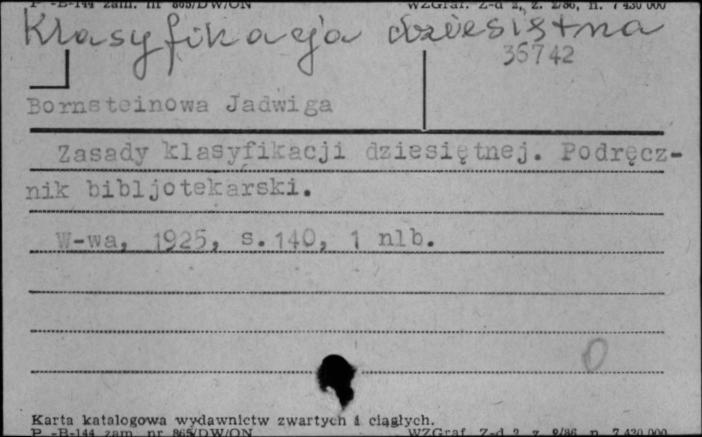 P -B-144 zam. nr 865/DW/ON WZGraf. Z-d 2, z. 2/86, n. 7 430 000
Klasyfikacja dziesiętna
35742
Bornsteinowa Jadwiga
Zasady klasyfikacji dziesiętnej. Podręcz-
nik bibljotekarski.
W-wa, 1925, s.140, 1 nlb.
0
Karta katalogowa wydawnictw zwartych i ciągłych.
P -B-144 zam. nr 865/DW/ON WZGraf. Z-d 2, z. 2/86, n. 7 430 000